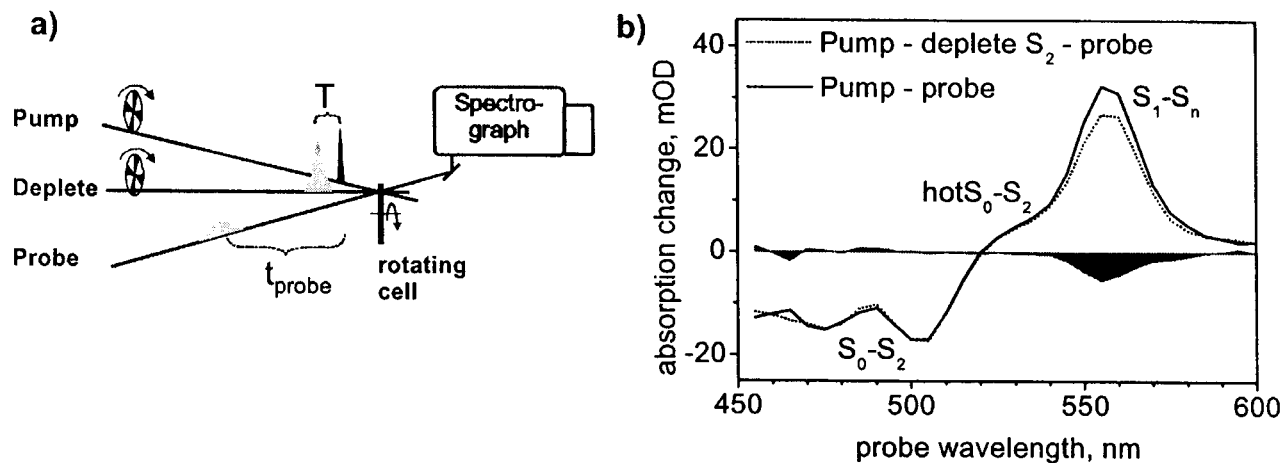 a)
Pump
T
Spectro-
graph
Deplete
Probe
t_probe
rotating
cell
b)
Pump - deplete S₂ - probe
Pump - probe
S₁-Sₙ
hotS₀-S₂
S₀-S₂
absorption change, mOD
40
20
0
-20
450
500
550
600
probe wavelength, nm